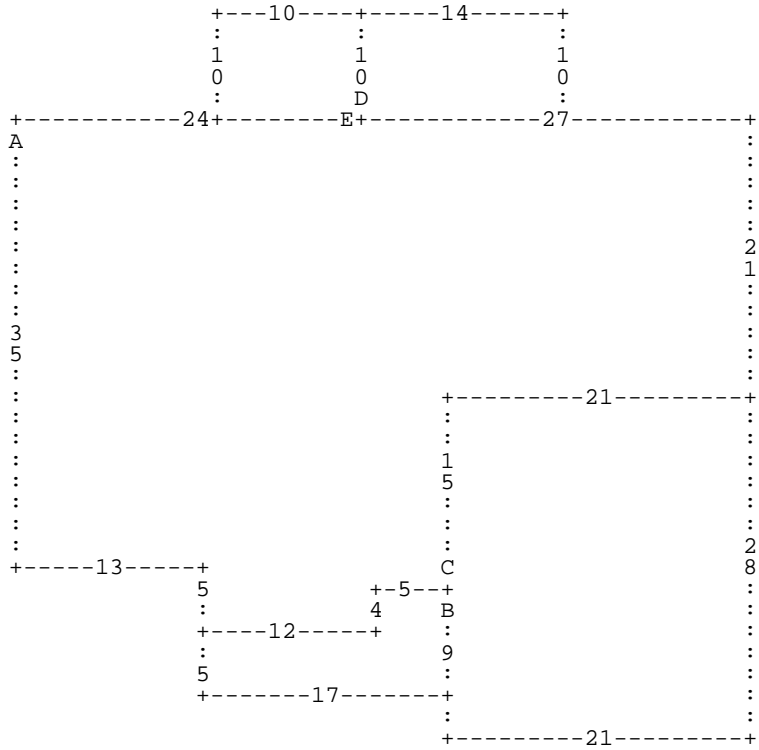 +---10----+-----14------+
:         :             :
1         1             1
0         0             0
:         D             :
+-----------24+--------E+------------27------------+
A :
: :
: :
: :
: :
: 2
: 1
: :
: :
3 :
5 :
: :
: +---------21---------+
: : :
: : :
: 1 :
: 5 :
: : :
: : :
: : 2
+-----13-----+ C 8
5 +-5--+ :
: 4 B :
+----12-----+ : :
: 9 :
5 : :
+-------17-------+ :
: :
+---------21---------+